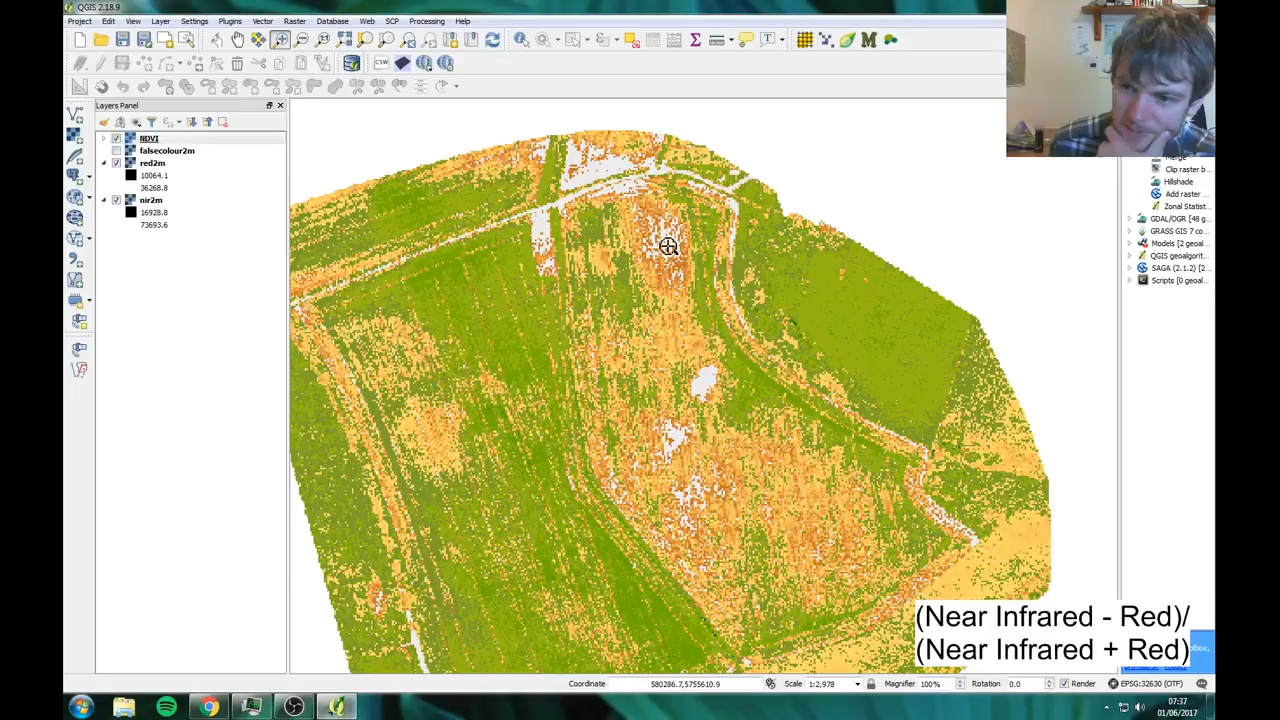 QGIS 2.18.9
Project Edit View Layer Settings Plugins Vector Raster Database Web SCP Processing Help
CSW
Layers Panel
NDVI
falsecolour2m
red2m
10064.1
36268.8
nir2m
16928.8
73693.6
Merge
Clip raster b...
Hillshade
Add raster ...
Zonal Statist...
GDAL/OGR [48 g...
GRASS GIS 7 co...
Models [2 geoal...
QGIS geoalgorit...
SAGA (2.1.2) [2...
Scripts [0 geoal...
(Near Infrared - Red)/
(Near Infrared + Red)
Coordinate 580286.7,5755610.9 Scale 1:2,978 Magnifier 100% Rotation 0.0 Render EPSG:32630 (OTF)
07:37
01/06/2017